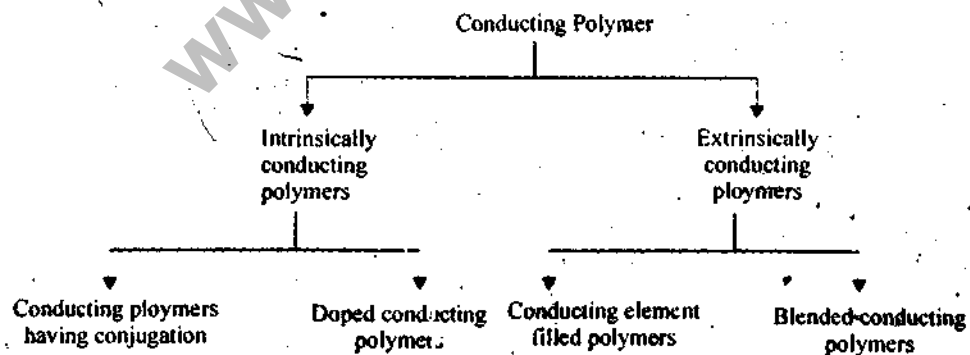 WW
Conducting Polymer
Intrinsically
conducting
polymers
Extrinsically
conducting
ploymers
Conducting ploymers
having conjugation
Doped conducting
polymers
Conducting element
filled polymers
Blended-conducting
polymers